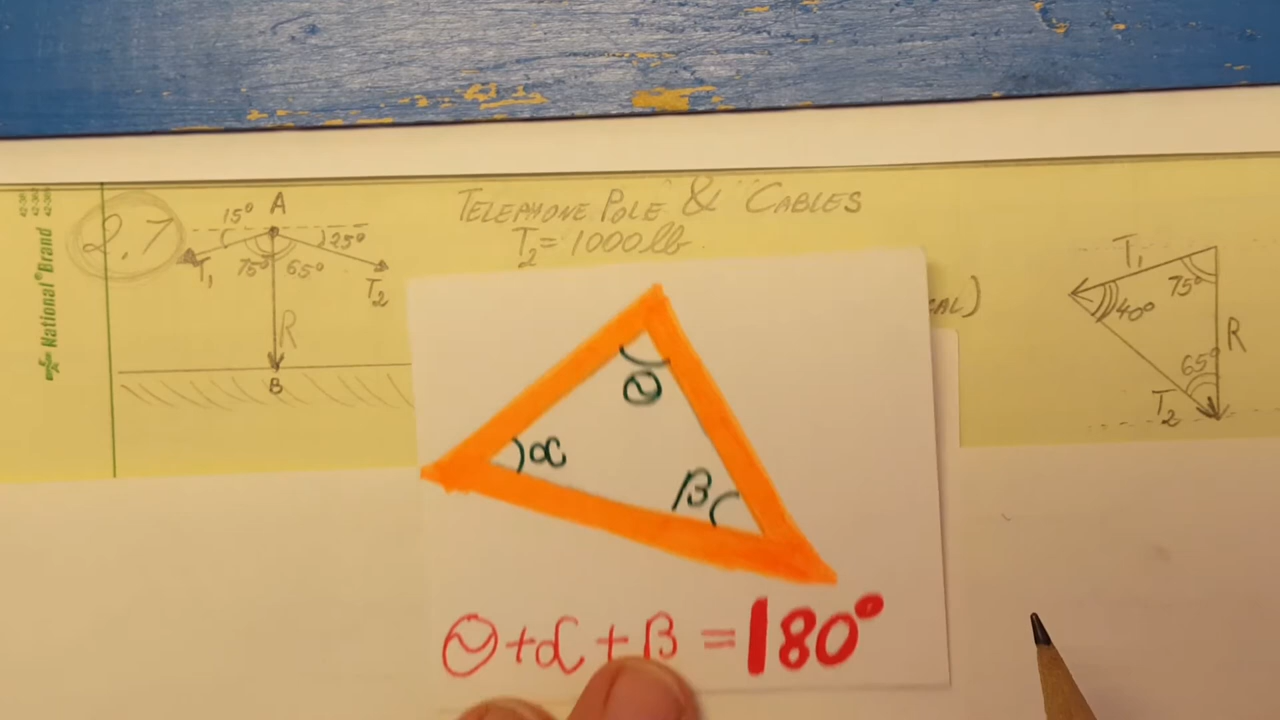 National® Brand
2.7
15°
A
25°
75°
65°
T₁
T₂
R
B
TELEPHONE POLE & CABLES
T₂ = 1000 lb.
CAL)
T₁
75°
40°
R
65°
T₂
Θ
α
β
Θ+α+β=180°